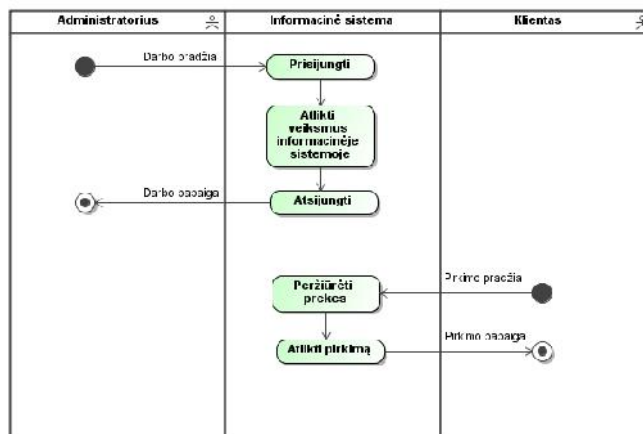 Administratorius
Informacinė sistema
Klientas
Darbo pradžia
Prisijungti
Atlikti
veiksmus
informacinėje
sistemoje
Darbo pabaiga
Atsijungti
Peržiūrėti
prekes
Pirkimo pradžia
Atlikti pirkimą
Pirkimo pabaiga